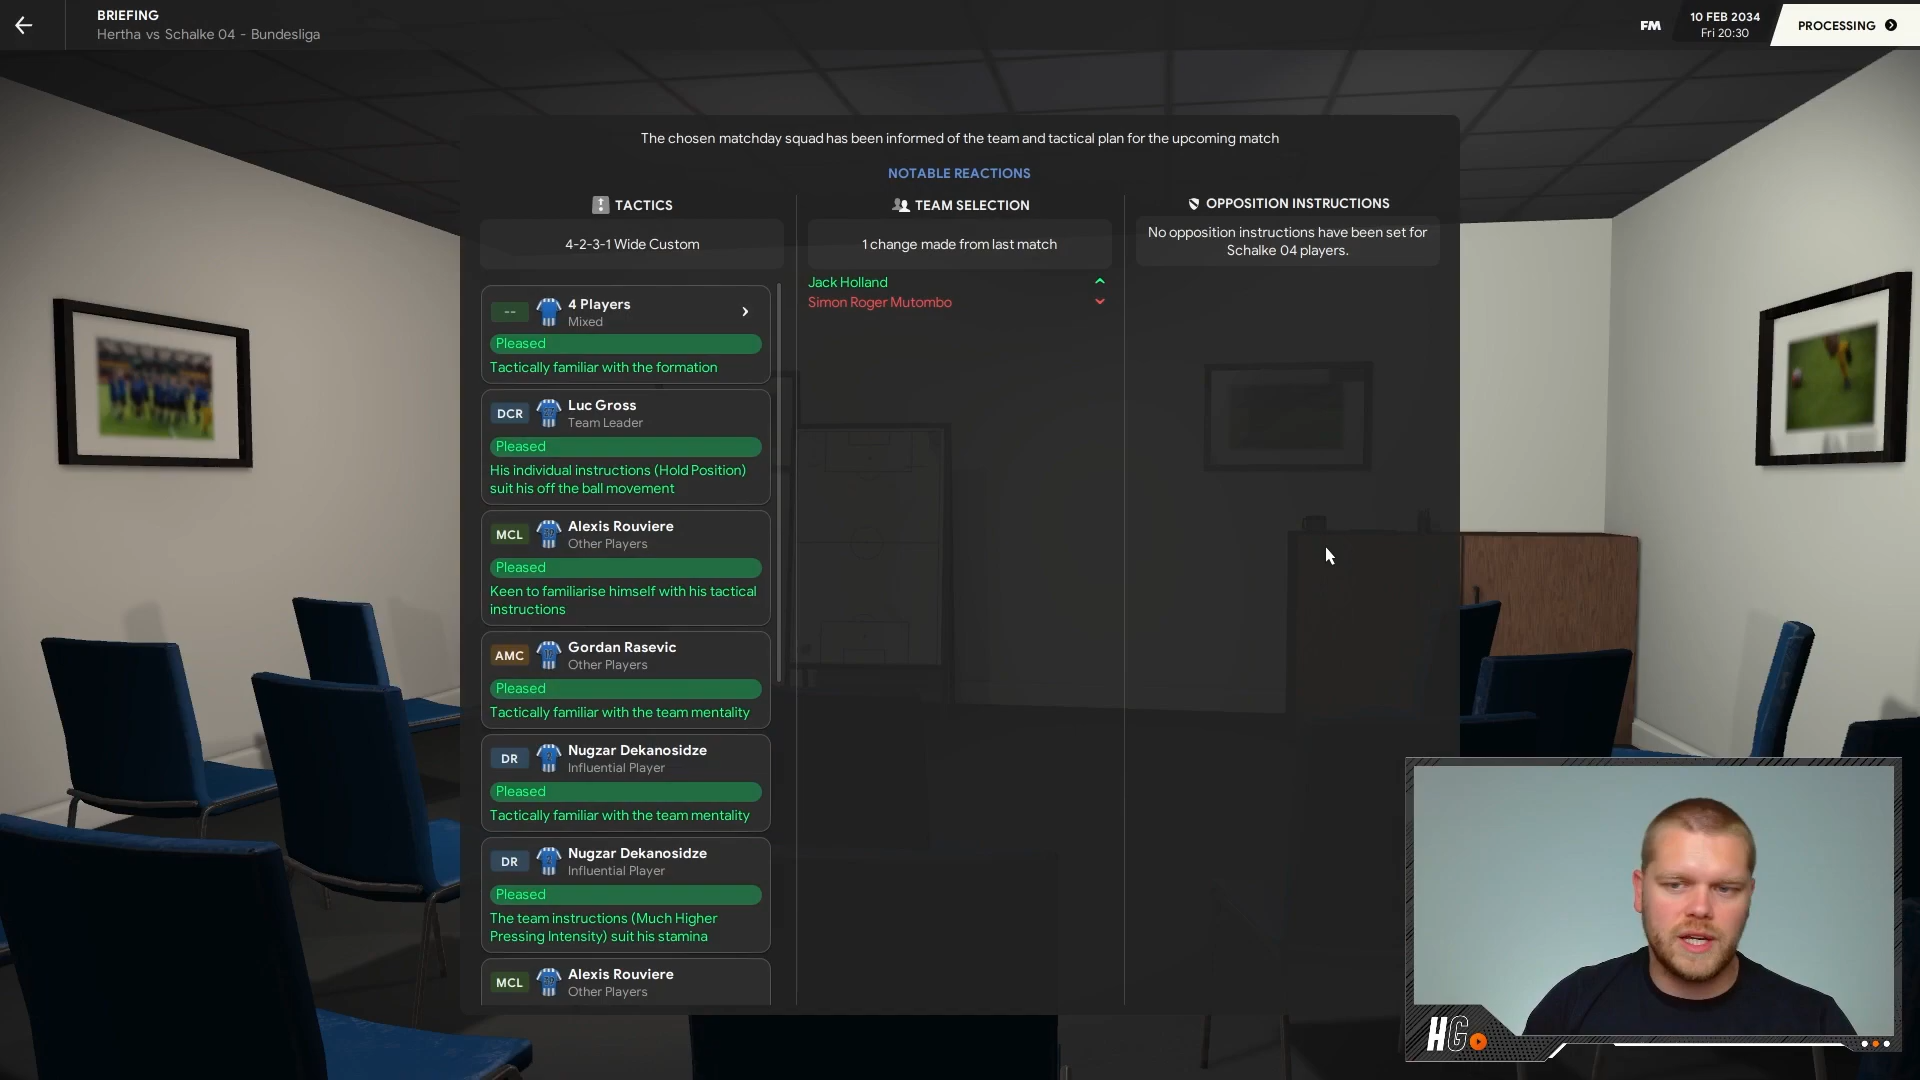 BRIEFING
Hertha vs Schalke 04 - Bundesliga
FM
10 FEB 2034
Fri 20:30
PROCESSING
The chosen matchday squad has been informed of the team and tactical plan for the upcoming match
NOTABLE REACTIONS
TACTICS
4-2-3-1 Wide Custom
-- 4 Players
Mixed
Pleased
Tactically familiar with the formation
DCR Luc Gross
Team Leader
Pleased
His individual instructions (Hold Position)
suit his off the ball movement
MCL Alexis Rouviere
Other Players
Pleased
Keen to familiarise himself with his tactical
instructions
AMC Gordan Rasevic
Other Players
Pleased
Tactically familiar with the team mentality
DR Nugzar Dekanosidze
Influential Player
Pleased
Tactically familiar with the team mentality
DR Nugzar Dekanosidze
Influential Player
Pleased
The team instructions (Much Higher
Pressing Intensity) suit his stamina
MCL Alexis Rouviere
Other Players
TEAM SELECTION
1 change made from last match
Jack Holland
Simon Roger Mutombo
OPPOSITION INSTRUCTIONS
No opposition instructions have been set for
Schalke 04 players.
HG